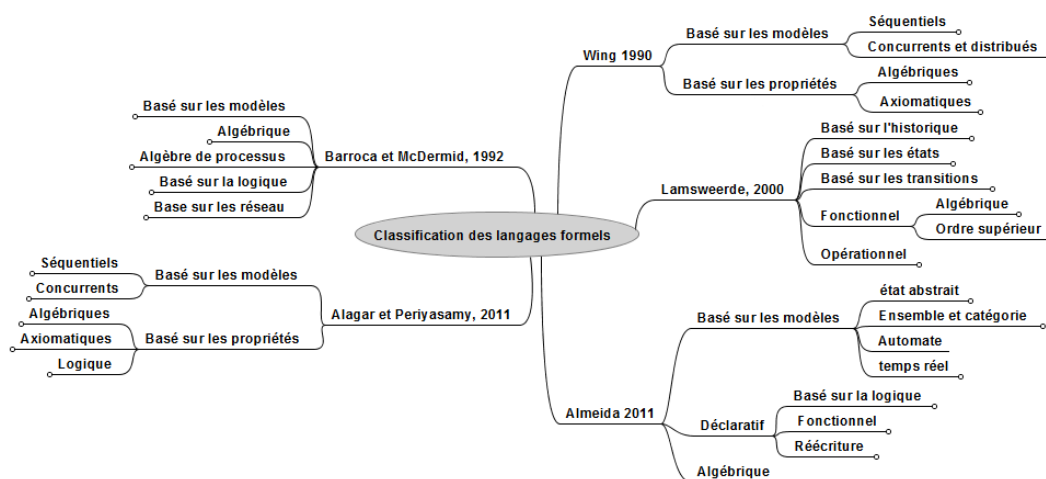 Classification des langages formels
Wing 1990
Basé sur les modèles
Séquentiels
Concurrents et distribués
Basé sur les propriétés
Algébriques
Axiomatiques
Lamsweerde, 2000
Basé sur l'historique
Basé sur les états
Basé sur les transitions
Fonctionnel
Algébrique
Ordre supérieur
Opérationnel
Almeida 2011
Basé sur les modèles
état abstrait
Ensemble et catégorie
Automate
temps réel
Déclaratif
Basé sur la logique
Fonctionnel
Réécriture
Algébrique
Barroca et McDermid, 1992
Basé sur les modèles
Algébrique
Algèbre de processus
Basé sur la logique
Base sur les réseau
Alagar et Periyasamy, 2011
Basé sur les modèles
Séquentiels
Concurrents
Basé sur les propriétés
Algébriques
Axiomatiques
Logique